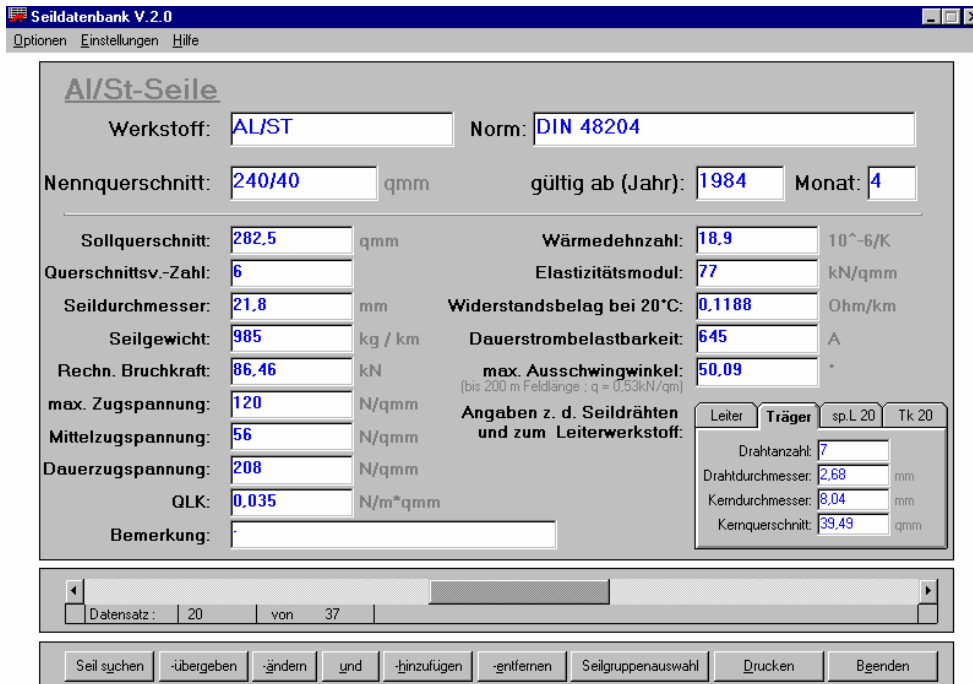 Seildatenbank V.2.0
Optionen Einstellungen Hilfe
Al/St-Seile
Werkstoff: AL/ST Norm: DIN 48204
Nennquerschnitt: 240/40 qmm gültig ab (Jahr): 1984 Monat: 4
Sollquerschnitt: 282,5 qmm Wärmedehnzahl: 18,9 10^-6/K
Querschnittsv.-Zahl: 6 Elastizitätsmodul: 77 kN/qmm
Seildurchmesser: 21,8 mm Widerstandsbelag bei 20°C: 0,1188 Ohm/km
Seilgewicht: 985 kg / km Dauerstrombelastbarkeit: 645 A
Rechn. Bruchkraft: 86,46 kN max. Ausschwingwinkel: 50,09 °
(bis 200 m Feldlänge ; q = 0,53kN/qm)
max. Zugspannung: 120 N/qmm Angaben z. d. Seildrähten Leiter Träger sp.L 20 Tk 20
Mittelzugspannung: 56 N/qmm und zum Leiterwerkstoff: Drahtanzahl: 7
Dauerzugspannung: 208 N/qmm Drahtdurchmesser: 2,68 mm
QLK: 0,035 N/m*qmm Kerndurchmesser: 8,04 mm
Bemerkung: - Kernquerschnitt: 39,49 qmm
Datensatz : 20 von 37
Seil suchen -übergeben -ändern und -hinzufügen -entfernen Seilgruppenauswahl Drucken Beenden